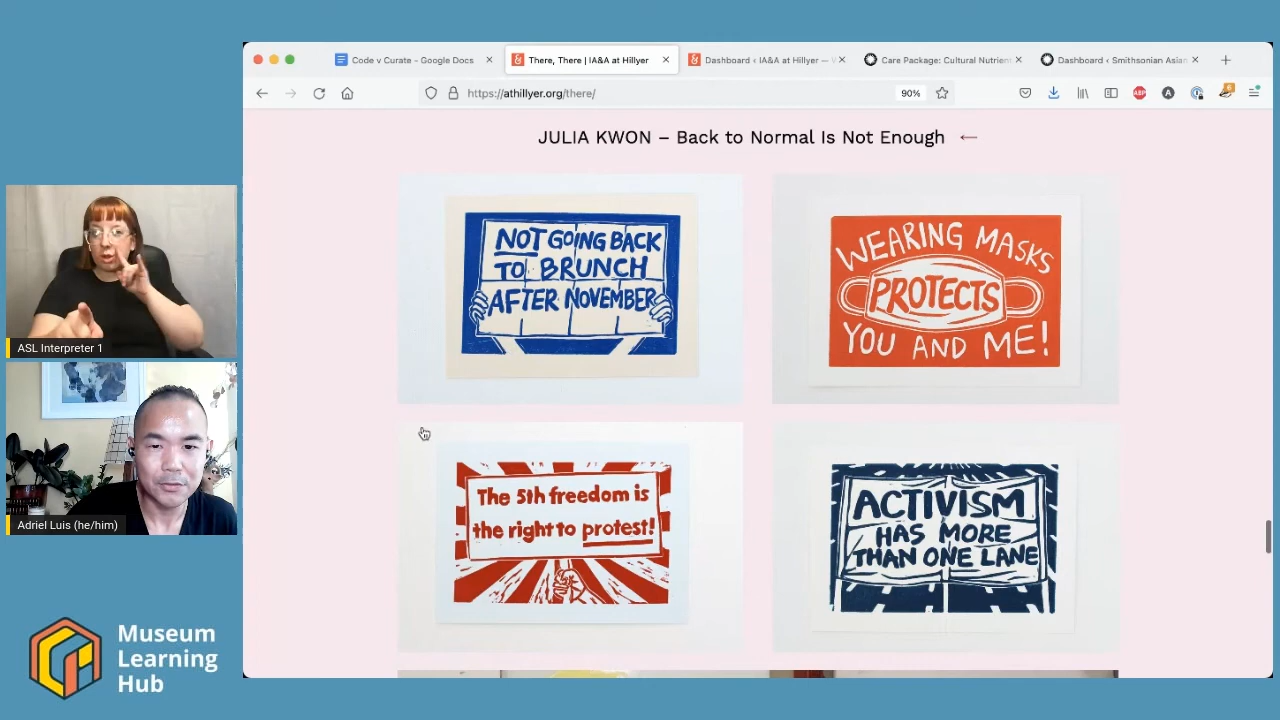 Code v Curate - Google Docs
There, There | IA&A at Hillyer
Dashboard ‹ IA&A at Hillyer — V
Care Package: Cultural Nutrient
Dashboard ‹ Smithsonian Asian
https://athillyer.org/there/
90%
ABP
A
6
JULIA KWON – Back to Normal Is Not Enough ←
NOT GOING BACK
TO BRUNCH
AFTER NOVEMBER
WEARING MASKS
PROTECTS
YOU AND ME!
The 5th freedom is
the right to protest!
ACTIVISM
HAS MORE
THAN ONE LANE
ASL Interpreter 1
Adriel Luis (he/him)
Museum
Learning
Hub